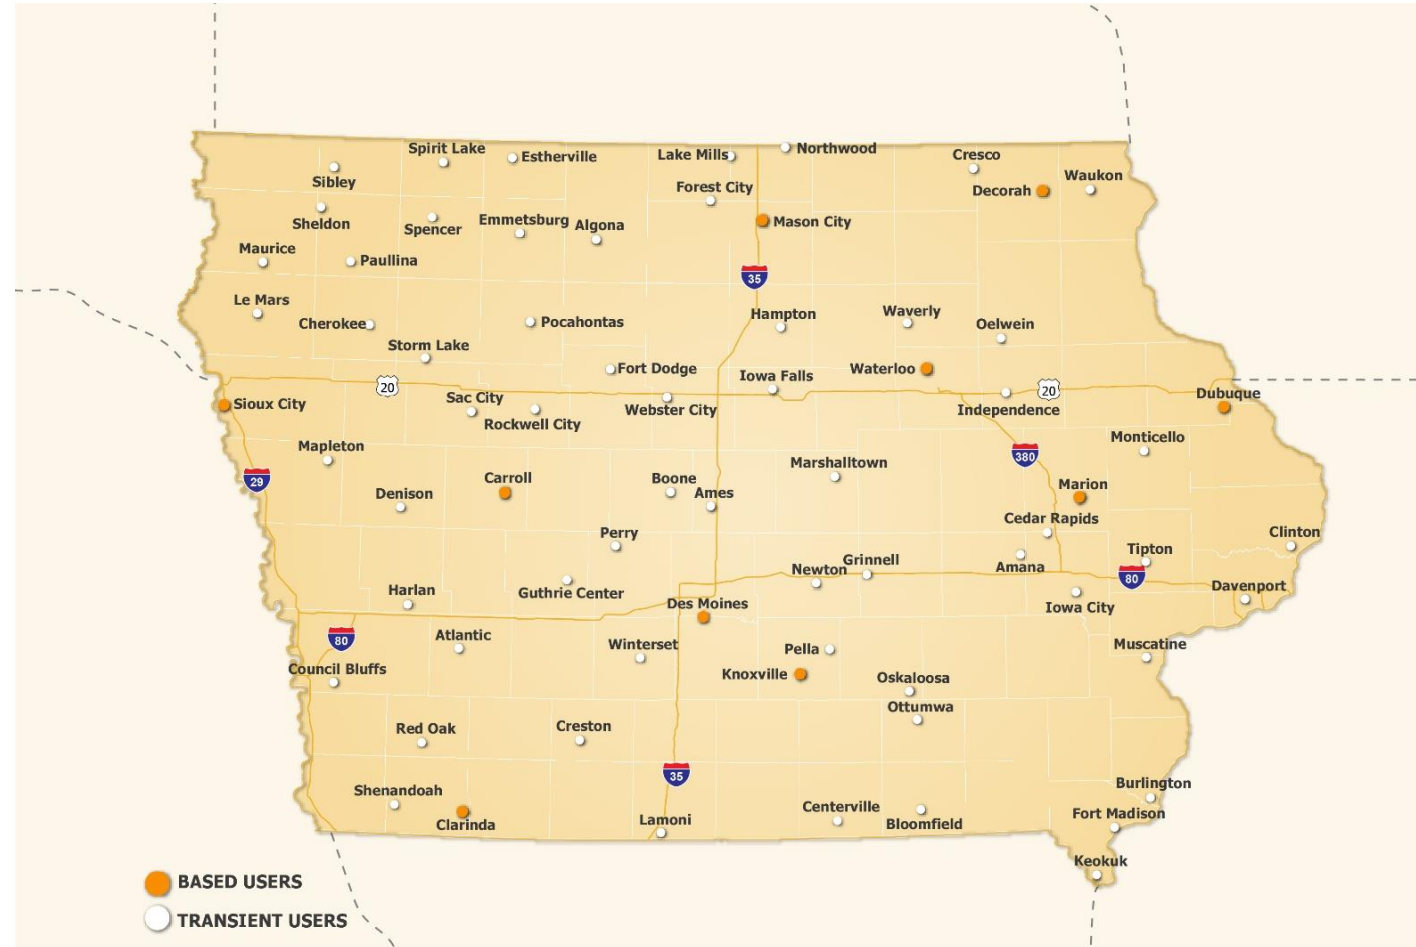 Spirit Lake
Estherville
Lake Mills
Northwood
Cresco
Sibley
Forest City
Decorah
Waukon
Sheldon
Spencer
Emmetsburg
Algona
Mason City
Maurice
Paullina
35
Le Mars
Cherokee
Pocahontas
Hampton
Waverly
Oelwein
Storm Lake
Fort Dodge
Iowa Falls
Waterloo
20
20
Dubuque
Sioux City
Sac City
Rockwell City
Webster City
Independence
Mapleton
Monticello
380
Marshalltown
29
Carroll
Boone
Ames
Marion
Denison
Cedar Rapids
Perry
Clinton
Tipton
Grinnell
Newton
Amana
80
Harlan
Guthrie Center
Davenport
Des Moines
Iowa City
80
Atlantic
Winterset
Pella
Muscatine
Council Bluffs
Knoxville
Oskaloosa
Ottumwa
Red Oak
Creston
35
Burlington
Shenandoah
Clarinda
Lamoni
Centerville
Bloomfield
Fort Madison
Keokuk
BASED USERS
TRANSIENT USERS